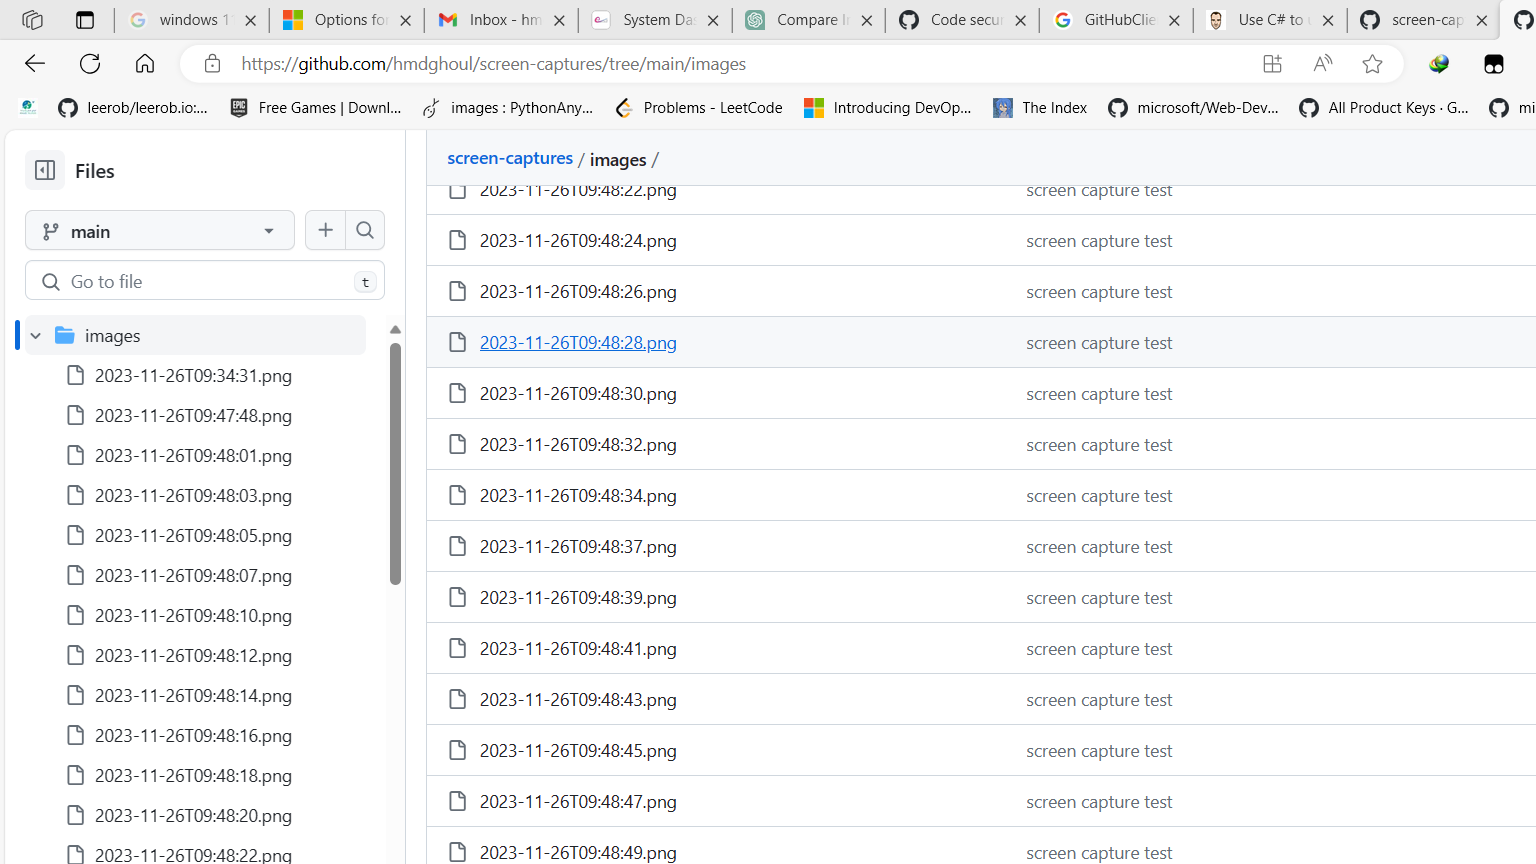 windows 1
Options for
Inbox - hm
System Das
Compare I
Code secur
GitHubClie
Use C# to u
screen-cap
https://github.com/hmdghoul/screen-captures/tree/main/images
leerob/leerob.io:...
Free Games | Downl...
images : PythonAny...
Problems - LeetCode
Introducing DevOp...
The Index
microsoft/Web-Dev...
All Product Keys · G...
mi
Files
main
Go to file
t
images
2023-11-26T09:34:31.png
2023-11-26T09:47:48.png
2023-11-26T09:48:01.png
2023-11-26T09:48:03.png
2023-11-26T09:48:05.png
2023-11-26T09:48:07.png
2023-11-26T09:48:10.png
2023-11-26T09:48:12.png
2023-11-26T09:48:14.png
2023-11-26T09:48:16.png
2023-11-26T09:48:18.png
2023-11-26T09:48:20.png
2023-11-26T09:48:22.png
screen-captures / images /
2023-11-26T09:48:22.png screen capture test
2023-11-26T09:48:24.png screen capture test
2023-11-26T09:48:26.png screen capture test
2023-11-26T09:48:28.png screen capture test
2023-11-26T09:48:30.png screen capture test
2023-11-26T09:48:32.png screen capture test
2023-11-26T09:48:34.png screen capture test
2023-11-26T09:48:37.png screen capture test
2023-11-26T09:48:39.png screen capture test
2023-11-26T09:48:41.png screen capture test
2023-11-26T09:48:43.png screen capture test
2023-11-26T09:48:45.png screen capture test
2023-11-26T09:48:47.png screen capture test
2023-11-26T09:48:49.png screen capture test